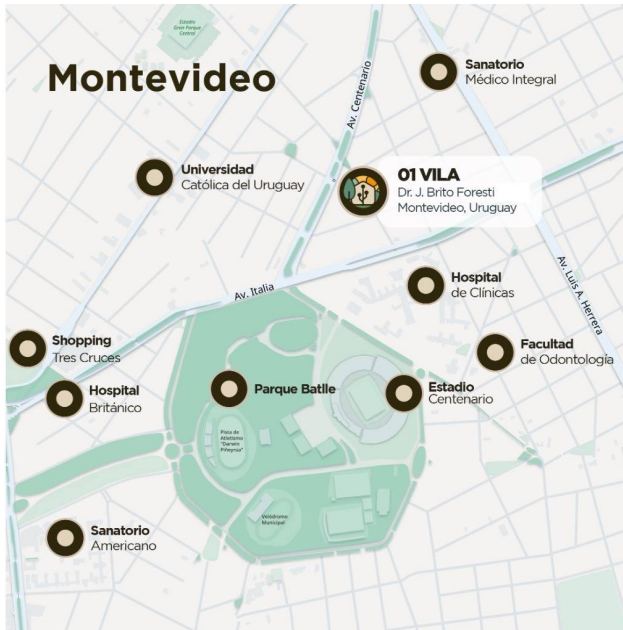 Estadio
Gran Parque
Central
Montevideo
Sanatorio
Médico Integral
Av. Centenario
Universidad
Católica del Uruguay
01 VILA
Dr. J. Brito Foresti
Montevideo, Uruguay
Av. Italia
Hospital
de Clínicas
Av. Luis A. Herrera
Shopping
Tres Cruces
Facultad
de Odontología
Hospital
Británico
Parque Batlle
Estadio
Centenario
Pista de
Atletismo
"Darwin
Piñeyrúa"
Velódromo
Municipal
Sanatorio
Americano